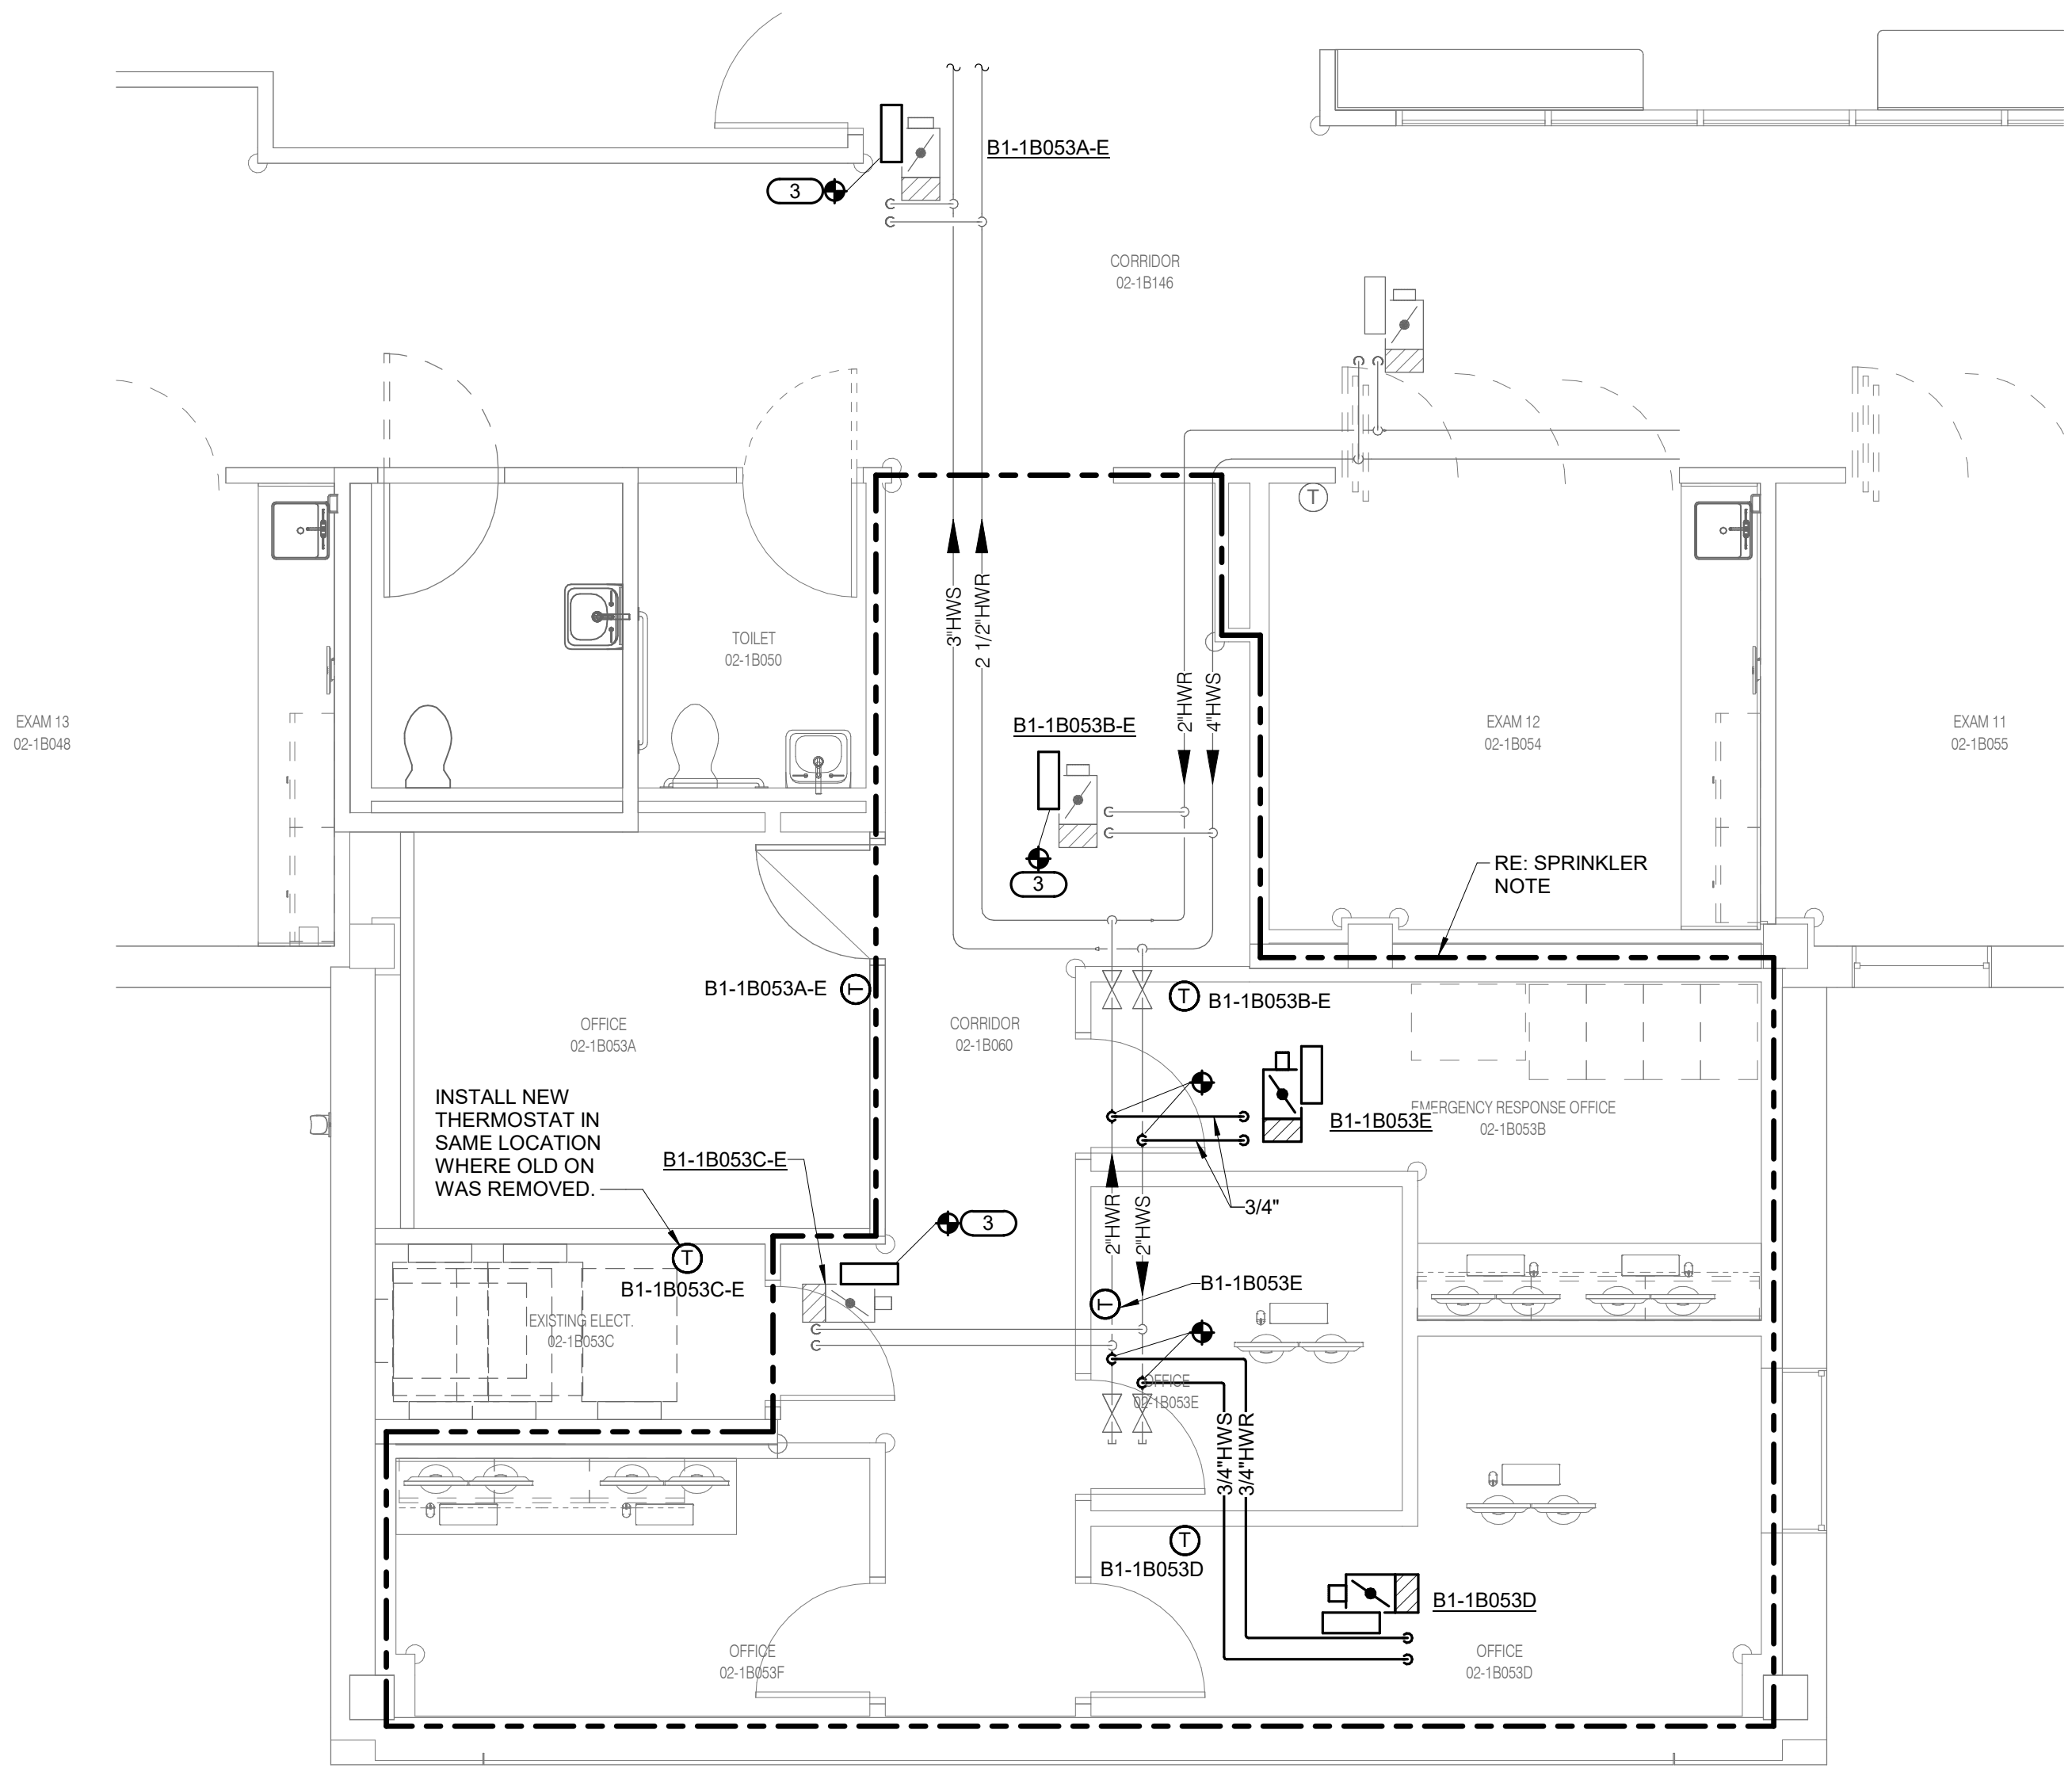 B1-1B053A-E
3
CORRIDOR
02-1B146
T
3"HWS
2 1/2"HWR
TOILET
02-1B050
2"HWR
4"HWS
EXAM 13
02-1B048
B1-1B053B-E
EXAM 12
02-1B054
EXAM 11
02-1B055
3
RE: SPRINKLER
NOTE
B1-1B053A-E
T
T
B1-1B053B-E
OFFICE
02-1B053A
CORRIDOR
02-1B060
INSTALL NEW
THERMOSTAT IN
SAME LOCATION
WHERE OLD ON
WAS REMOVED.
EMERGENCY RESPONSE OFFICE
02-1B053B
B1-1B053E
B1-1B053C-E
3/4"
3
2"HWR
2"HWS
T
B1-1B053C-E
EXISTING ELECT.
02-1B053C
T
B1-1B053E
OFFICE
02-1B053E
3/4"HWS
3/4"HWR
T
B1-1B053D
B1-1B053D
OFFICE
02-1B053F
OFFICE
02-1B053D